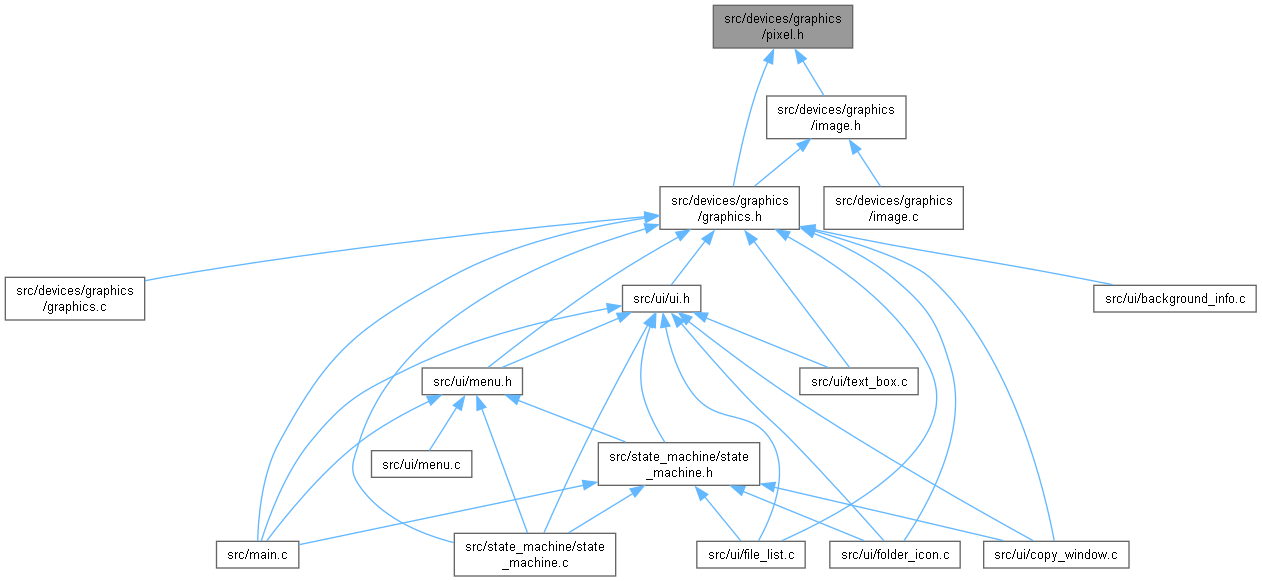 src/devices/graphics
/pixel.h
src/devices/graphics
/image.h
src/devices/graphics
/graphics.h
src/devices/graphics
/image.c
src/devices/graphics
/graphics.c
src/ui/ui.h
src/ui/background_info.c
src/ui/menu.h
src/ui/text_box.c
src/ui/menu.c
src/state_machine/state
_machine.h
src/main.c
src/state_machine/state
_machine.c
src/ui/file_list.c
src/ui/folder_icon.c
src/ui/copy_window.c